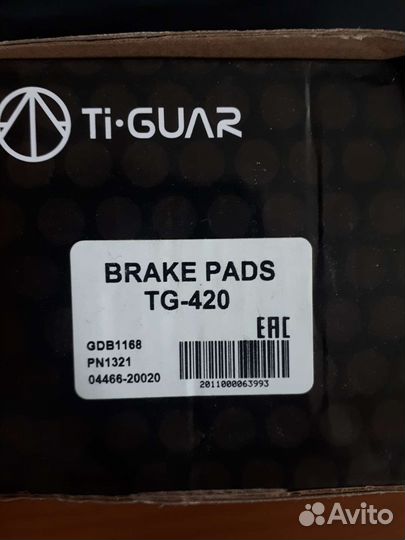 Ti·GUAR
BRAKE PADS
TG-420
EAC
GDB1168
PN1321
04466-20020
2011000063993
Avito